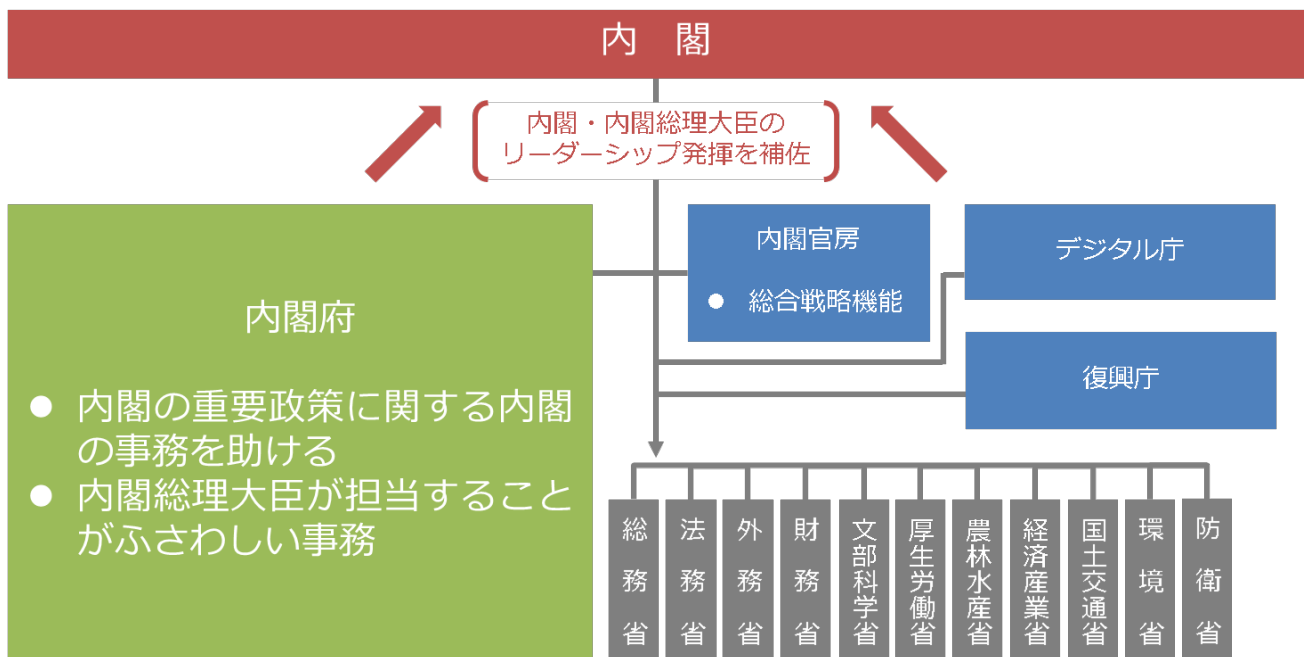 内　閣
内閣・内閣総理大臣の
リーダーシップ発揮を補佐
内閣府
● 内閣の重要政策に関する内閣
の事務を助ける
● 内閣総理大臣が担当すること
がふさわしい事務
内閣官房
● 総合戦略機能
デジタル庁
復興庁
総務省
法務省
外務省
財務省
文部科学省
厚生労働省
農林水産省
経済産業省
国土交通省
環境省
防衛省